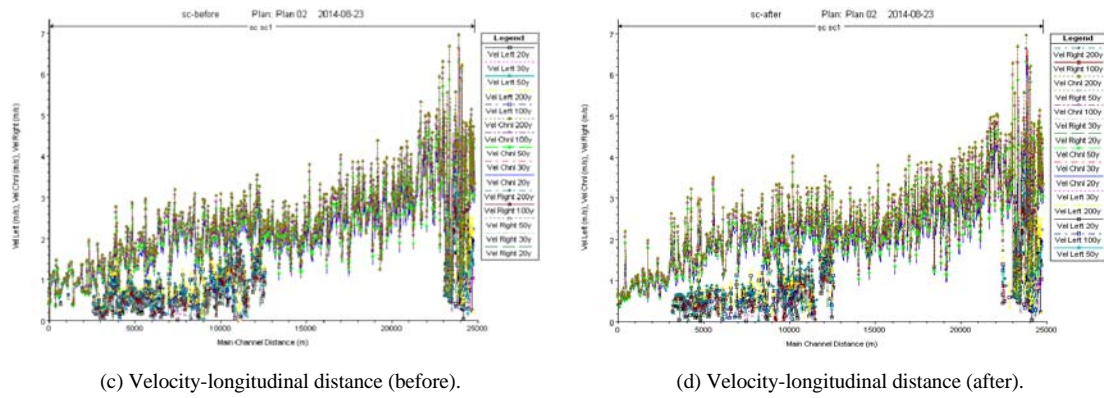 sc-before Plan: Plan 02 2014-08-23
sc sc1
Vel Left (m/s), Vel Chnl (m/s), Vel Right (m/s)
7
6
5
4
3
2
1
0
0 5000 10000 15000 20000 25000
Main Channel Distance (m)
Legend
Vel Left 20y
Vel Left 30y
Vel Left 50y
Vel Left 200y
Vel Left 100y
Vel Chnl 200y
Vel Chnl 100y
Vel Chnl 50y
Vel Chnl 30y
Vel Chnl 20y
Vel Right 200y
Vel Right 100y
Vel Right 50y
Vel Right 30y
Vel Right 20y
(c) Velocity-longitudinal distance (before).
sc-after Plan: Plan 02 2014-08-23
sc sc1
Vel Left (m/s), Vel Chnl (m/s), Vel Right (m/s)
7
6
5
4
3
2
1
0
0 5000 10000 15000 20000 25000
Main Channel Distance (m)
Legend
Vel Right 200y
Vel Right 100y
Vel Chnl 200y
Vel Right 50y
Vel Chnl 100y
Vel Right 30y
Vel Right 20y
Vel Chnl 50y
Vel Chnl 30y
Vel Chnl 20y
Vel Left 30y
Vel Left 200y
Vel Left 20y
Vel Left 100y
Vel Left 50y
(d) Velocity-longitudinal distance (after).